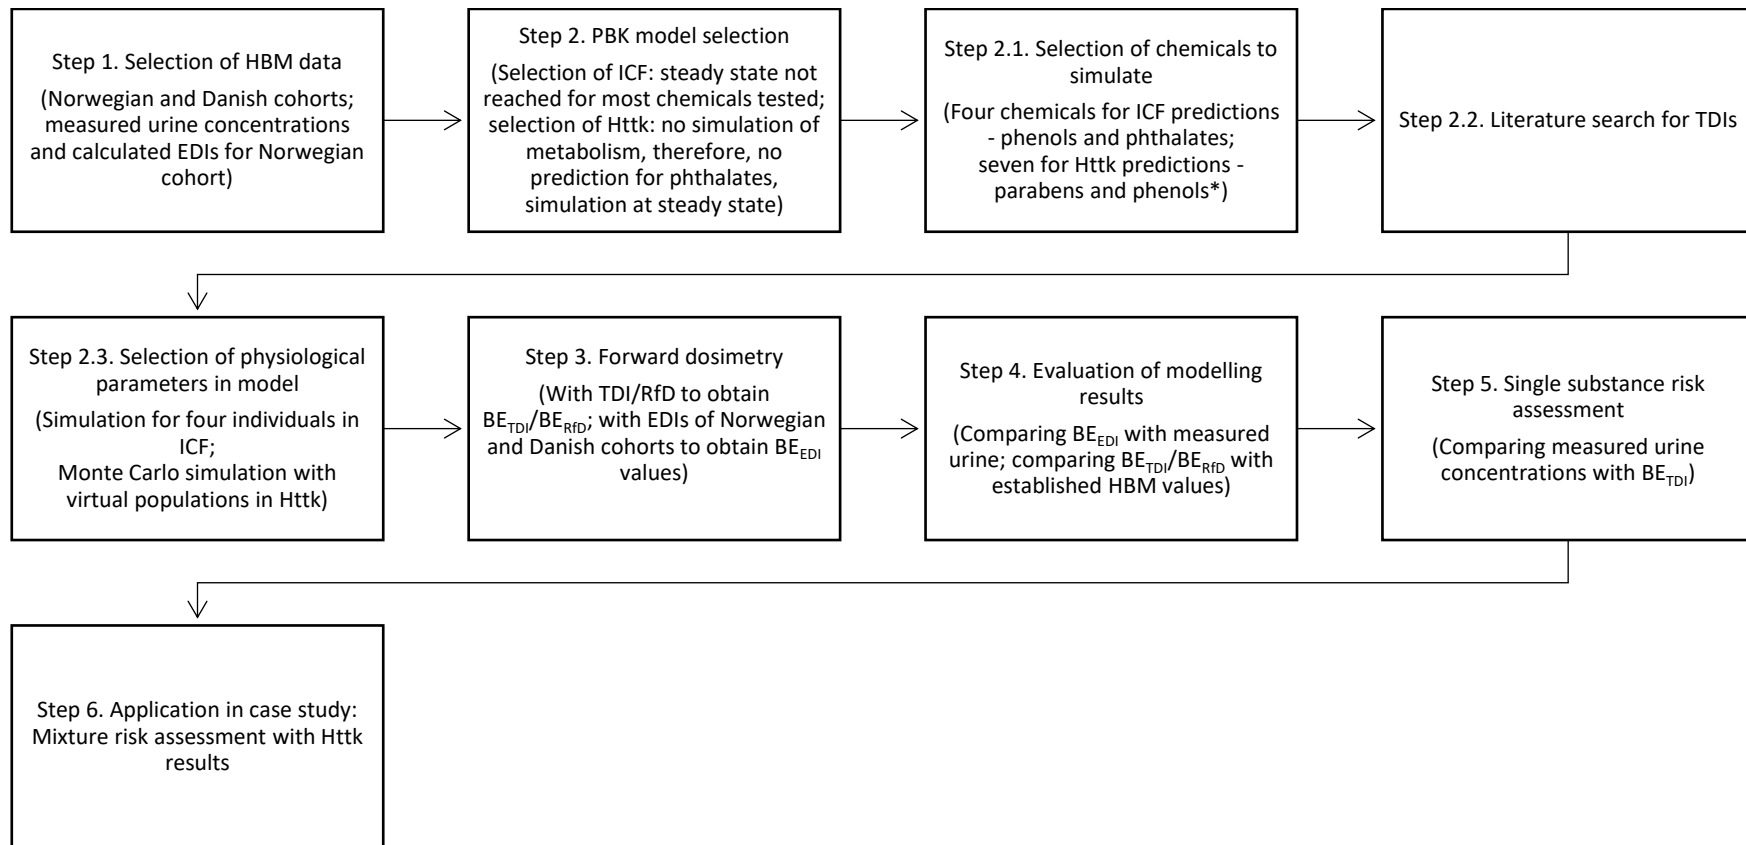 Step 1. Selection of HBM data
(Norwegian and Danish cohorts;
measured urine concentrations
and calculated EDIs for Norwegian
cohort)
Step 2. PBK model selection
(Selection of ICF: steady state not
reached for most chemicals tested;
selection of Httk: no simulation of
metabolism, therefore, no
prediction for phthalates,
simulation at steady state)
Step 2.1. Selection of chemicals to
simulate
(Four chemicals for ICF predictions
- phenols and phthalates;
seven for Httk predictions -
parabens and phenols*)
Step 2.2. Literature search for TDIs
Step 2.3. Selection of physiological
parameters in model
(Simulation for four individuals in
ICF;
Monte Carlo simulation with
virtual populations in Httk)
Step 3. Forward dosimetry
(With TDI/RfD to obtain
BE_TDI/BE_RfD; with EDIs of Norwegian
and Danish cohorts to obtain BE_EDI
values)
Step 4. Evaluation of modelling
results
(Comparing BE_EDI with measured
urine; comparing BE_TDI/BE_RfD with
established HBM values)
Step 5. Single substance risk
assessment
(Comparing measured urine
concentrations with BE_TDI)
Step 6. Application in case study:
Mixture risk assessment with Httk
results